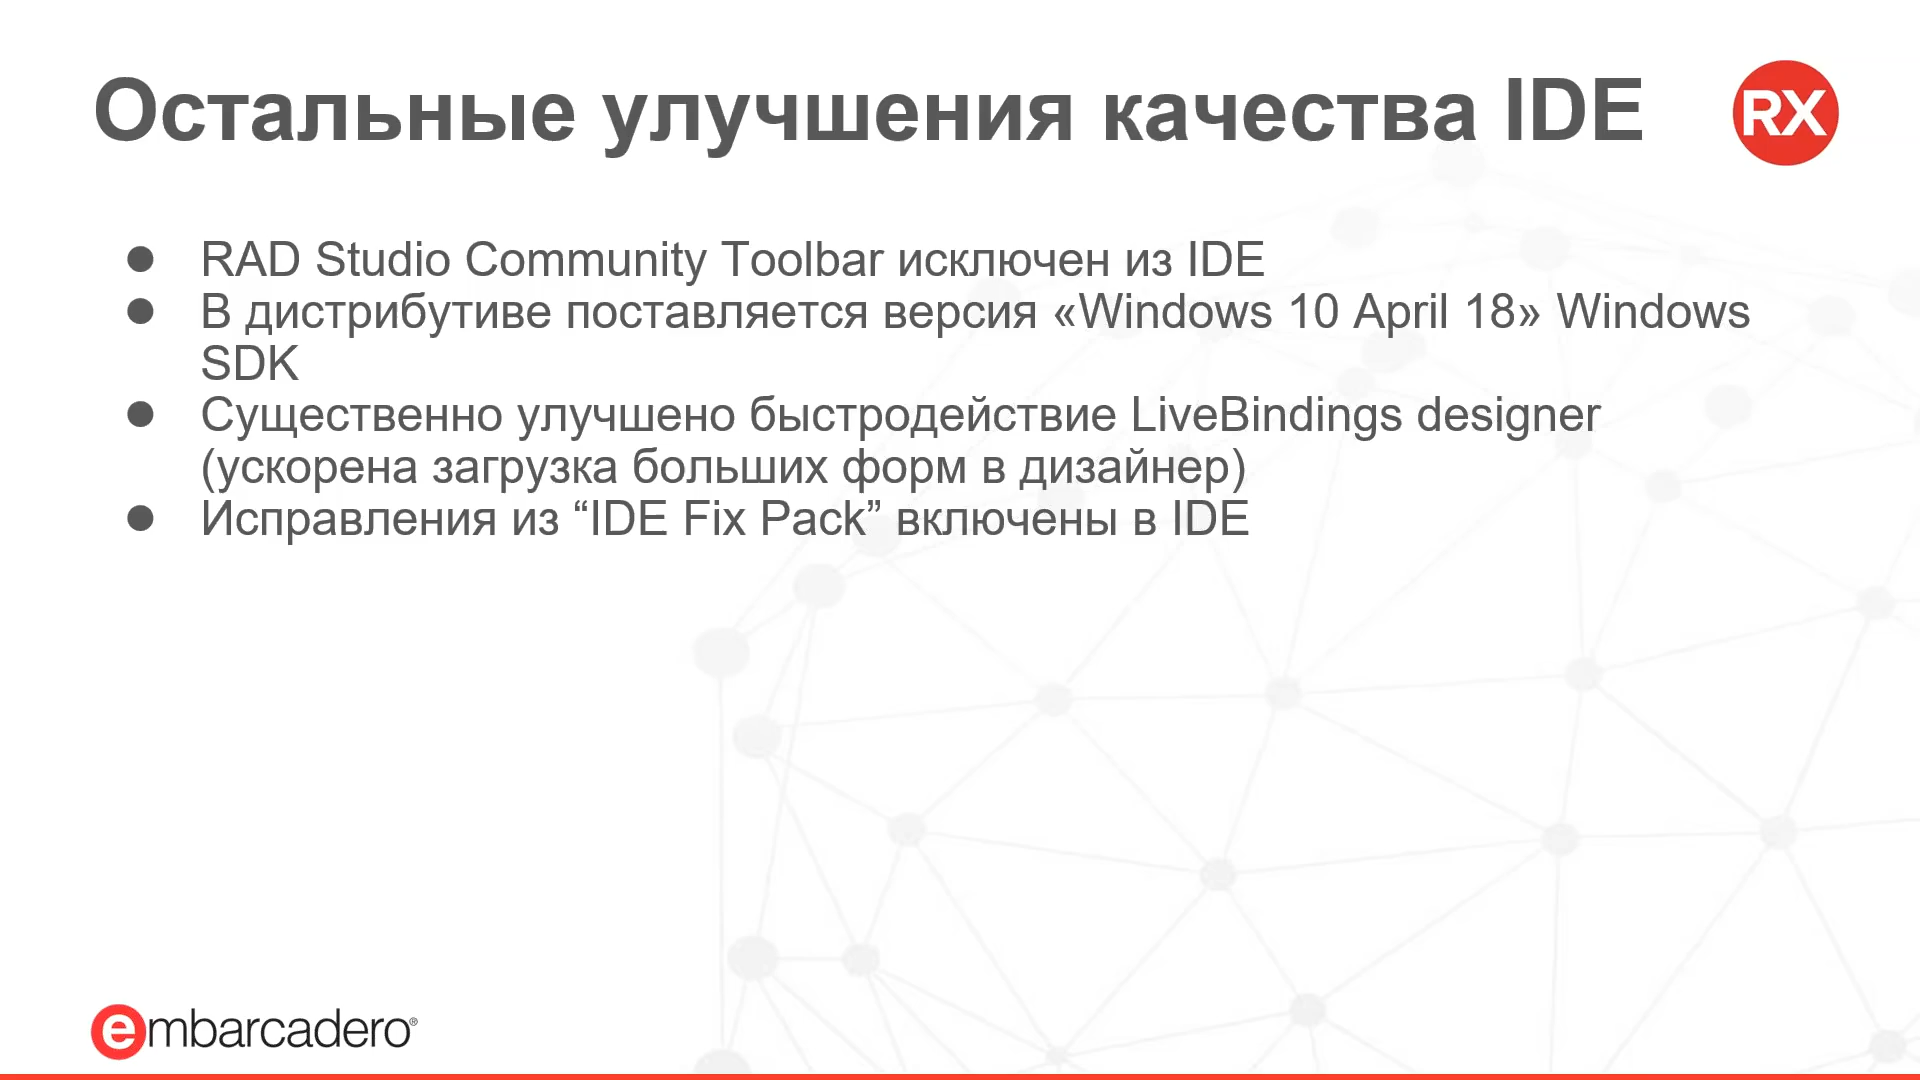 Остальные улучшения качества IDE
RX
● RAD Studio Community Toolbar исключен из IDE
● В дистрибутиве поставляется версия «Windows 10 April 18» Windows
SDK
● Существенно улучшено быстродействие LiveBindings designer
(ускорена загрузка больших форм в дизайнер)
● Исправления из “IDE Fix Pack” включены в IDE
embarcadero®